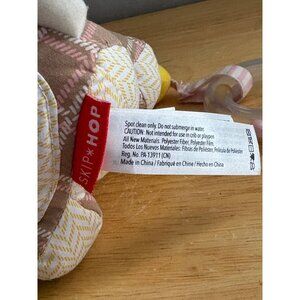 SKIP*HOP
Spot clean only. Do not submerge in water.
CAUTION: Not intended for use in crib or playpen.
All New Materials: Polyester Fiber, Polyester Film.
Todos Los Nuevos Materiales: Fibras de Poliéster, Película de Poliéster.
Reg. No. PA-13911 (CN)
Made in China / Fabriqué en Chine / Hecho en China